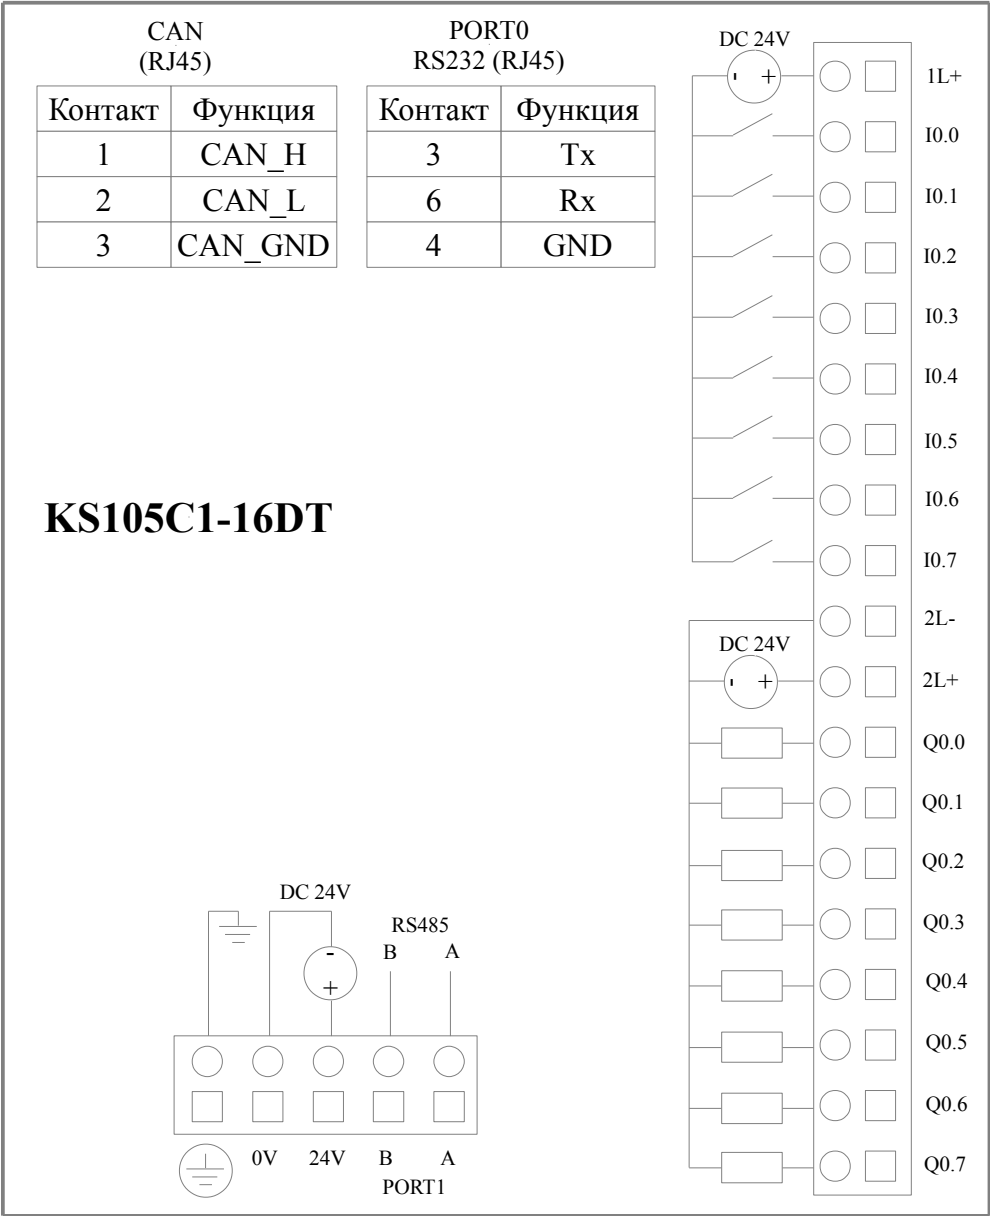 CAN
(RJ45)
Контакт Функция
1 CAN_H
2 CAN_L
3 CAN_GND
PORT0
RS232 (RJ45)
Контакт Функция
3 Tx
6 Rx
4 GND
KS105C1-16DT
DC 24V
- +
1L+
I0.0
I0.1
I0.2
I0.3
I0.4
I0.5
I0.6
I0.7
2L-
DC 24V
- +
2L+
Q0.0
Q0.1
Q0.2
Q0.3
Q0.4
Q0.5
Q0.6
Q0.7
DC 24V
-
+
RS485
B A
0V 24V B A
PORT1